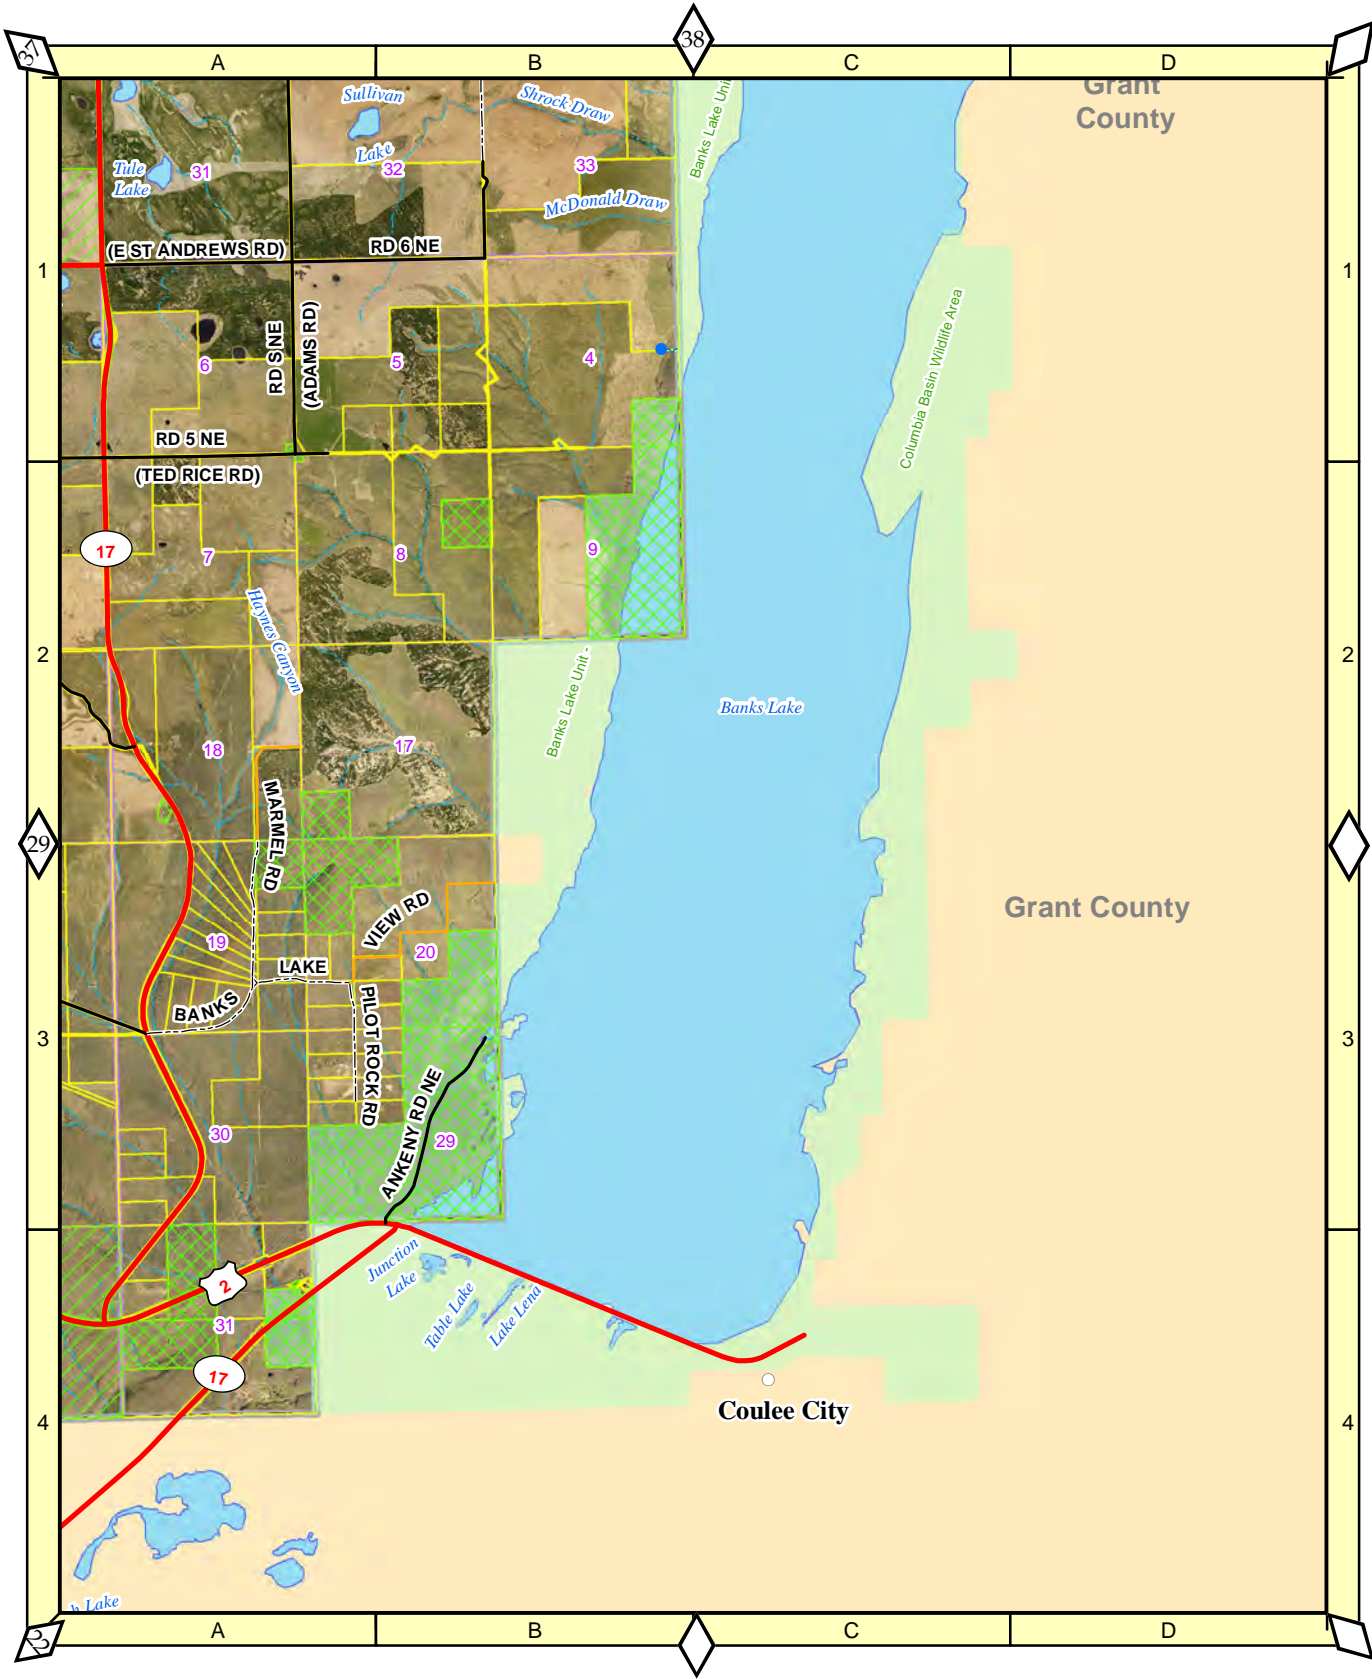 37
38
A
B
C
D
Sullivan
Lake
Shrock Draw
Banks Lake Unit
Grant
County
Tule
Lake
31
32
33
McDonald Draw
(E ST ANDREWS RD)
RD 6 NE
1
1
RD S NE
(ADAMS RD)
6
5
4
Columbia Basin Wildlife Area
RD 5 NE
(TED RICE RD)
17
7
8
9
Haynes Canyon
2
2
Banks Lake Unit -
Banks Lake
18
17
MARMEL RD
29
Grant County
VIEW RD
19
20
LAKE
BANKS
PILOT ROCK RD
3
3
ANKENY RD NE
30
29
Junction
Lake
Table Lake
Lake Lena
2
31
17
Coulee City
4
4
h Lake
22
A
B
C
D